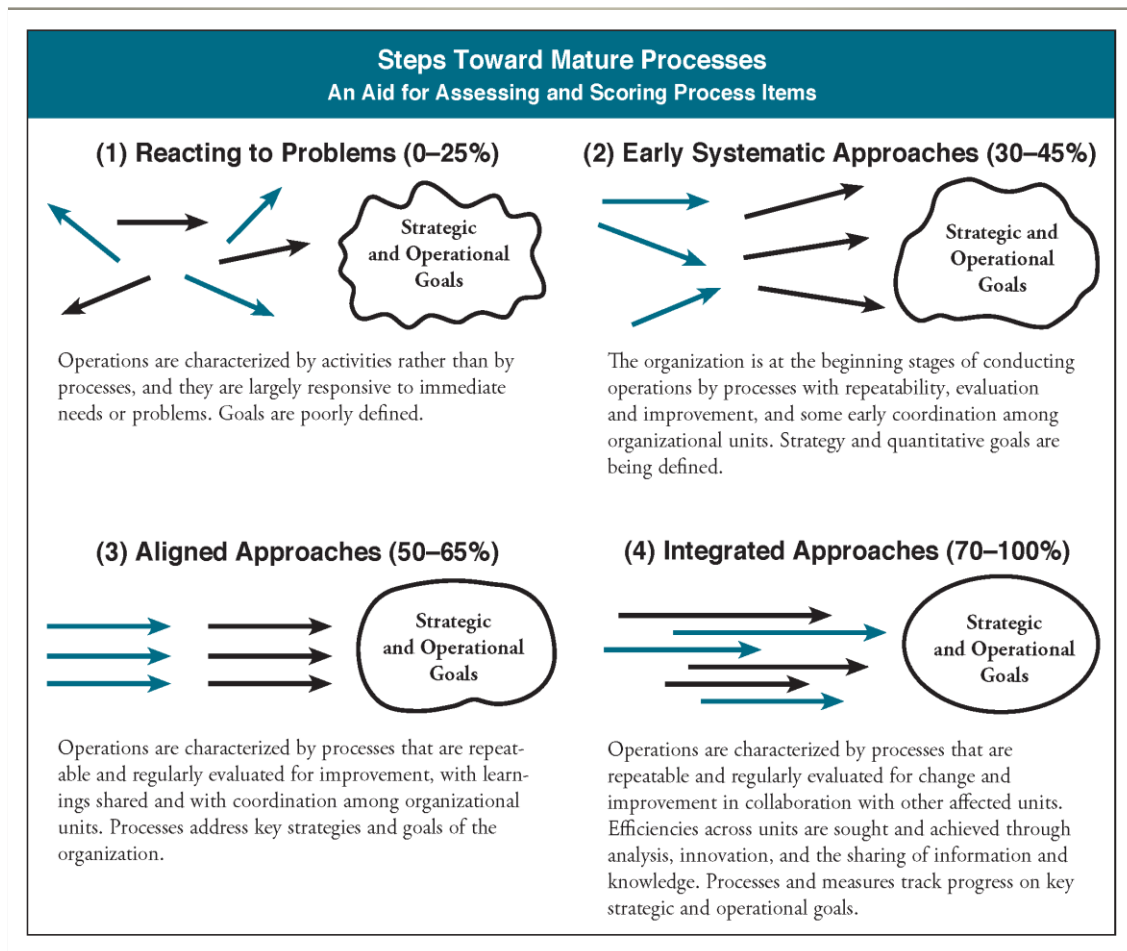 Steps Toward Mature Processes
An Aid for Assessing and Scoring Process Items
(1) Reacting to Problems (0–25%)
Strategic
and Operational
Goals
Operations are characterized by activities rather than by
processes, and they are largely responsive to immediate
needs or problems. Goals are poorly defined.
(2) Early Systematic Approaches (30–45%)
Strategic and
Operational
Goals
The organization is at the beginning stages of conducting
operations by processes with repeatability, evaluation
and improvement, and some early coordination among
organizational units. Strategy and quantitative goals are
being defined.
(3) Aligned Approaches (50–65%)
Strategic
and Operational
Goals
Operations are characterized by processes that are repeat-
able and regularly evaluated for improvement, with learn-
ings shared and with coordination among organizational
units. Processes address key strategies and goals of the
organization.
(4) Integrated Approaches (70–100%)
Strategic
and Operational
Goals
Operations are characterized by processes that are
repeatable and regularly evaluated for change and
improvement in collaboration with other affected units.
Efficiencies across units are sought and achieved through
analysis, innovation, and the sharing of information and
knowledge. Processes and measures track progress on key
strategic and operational goals.